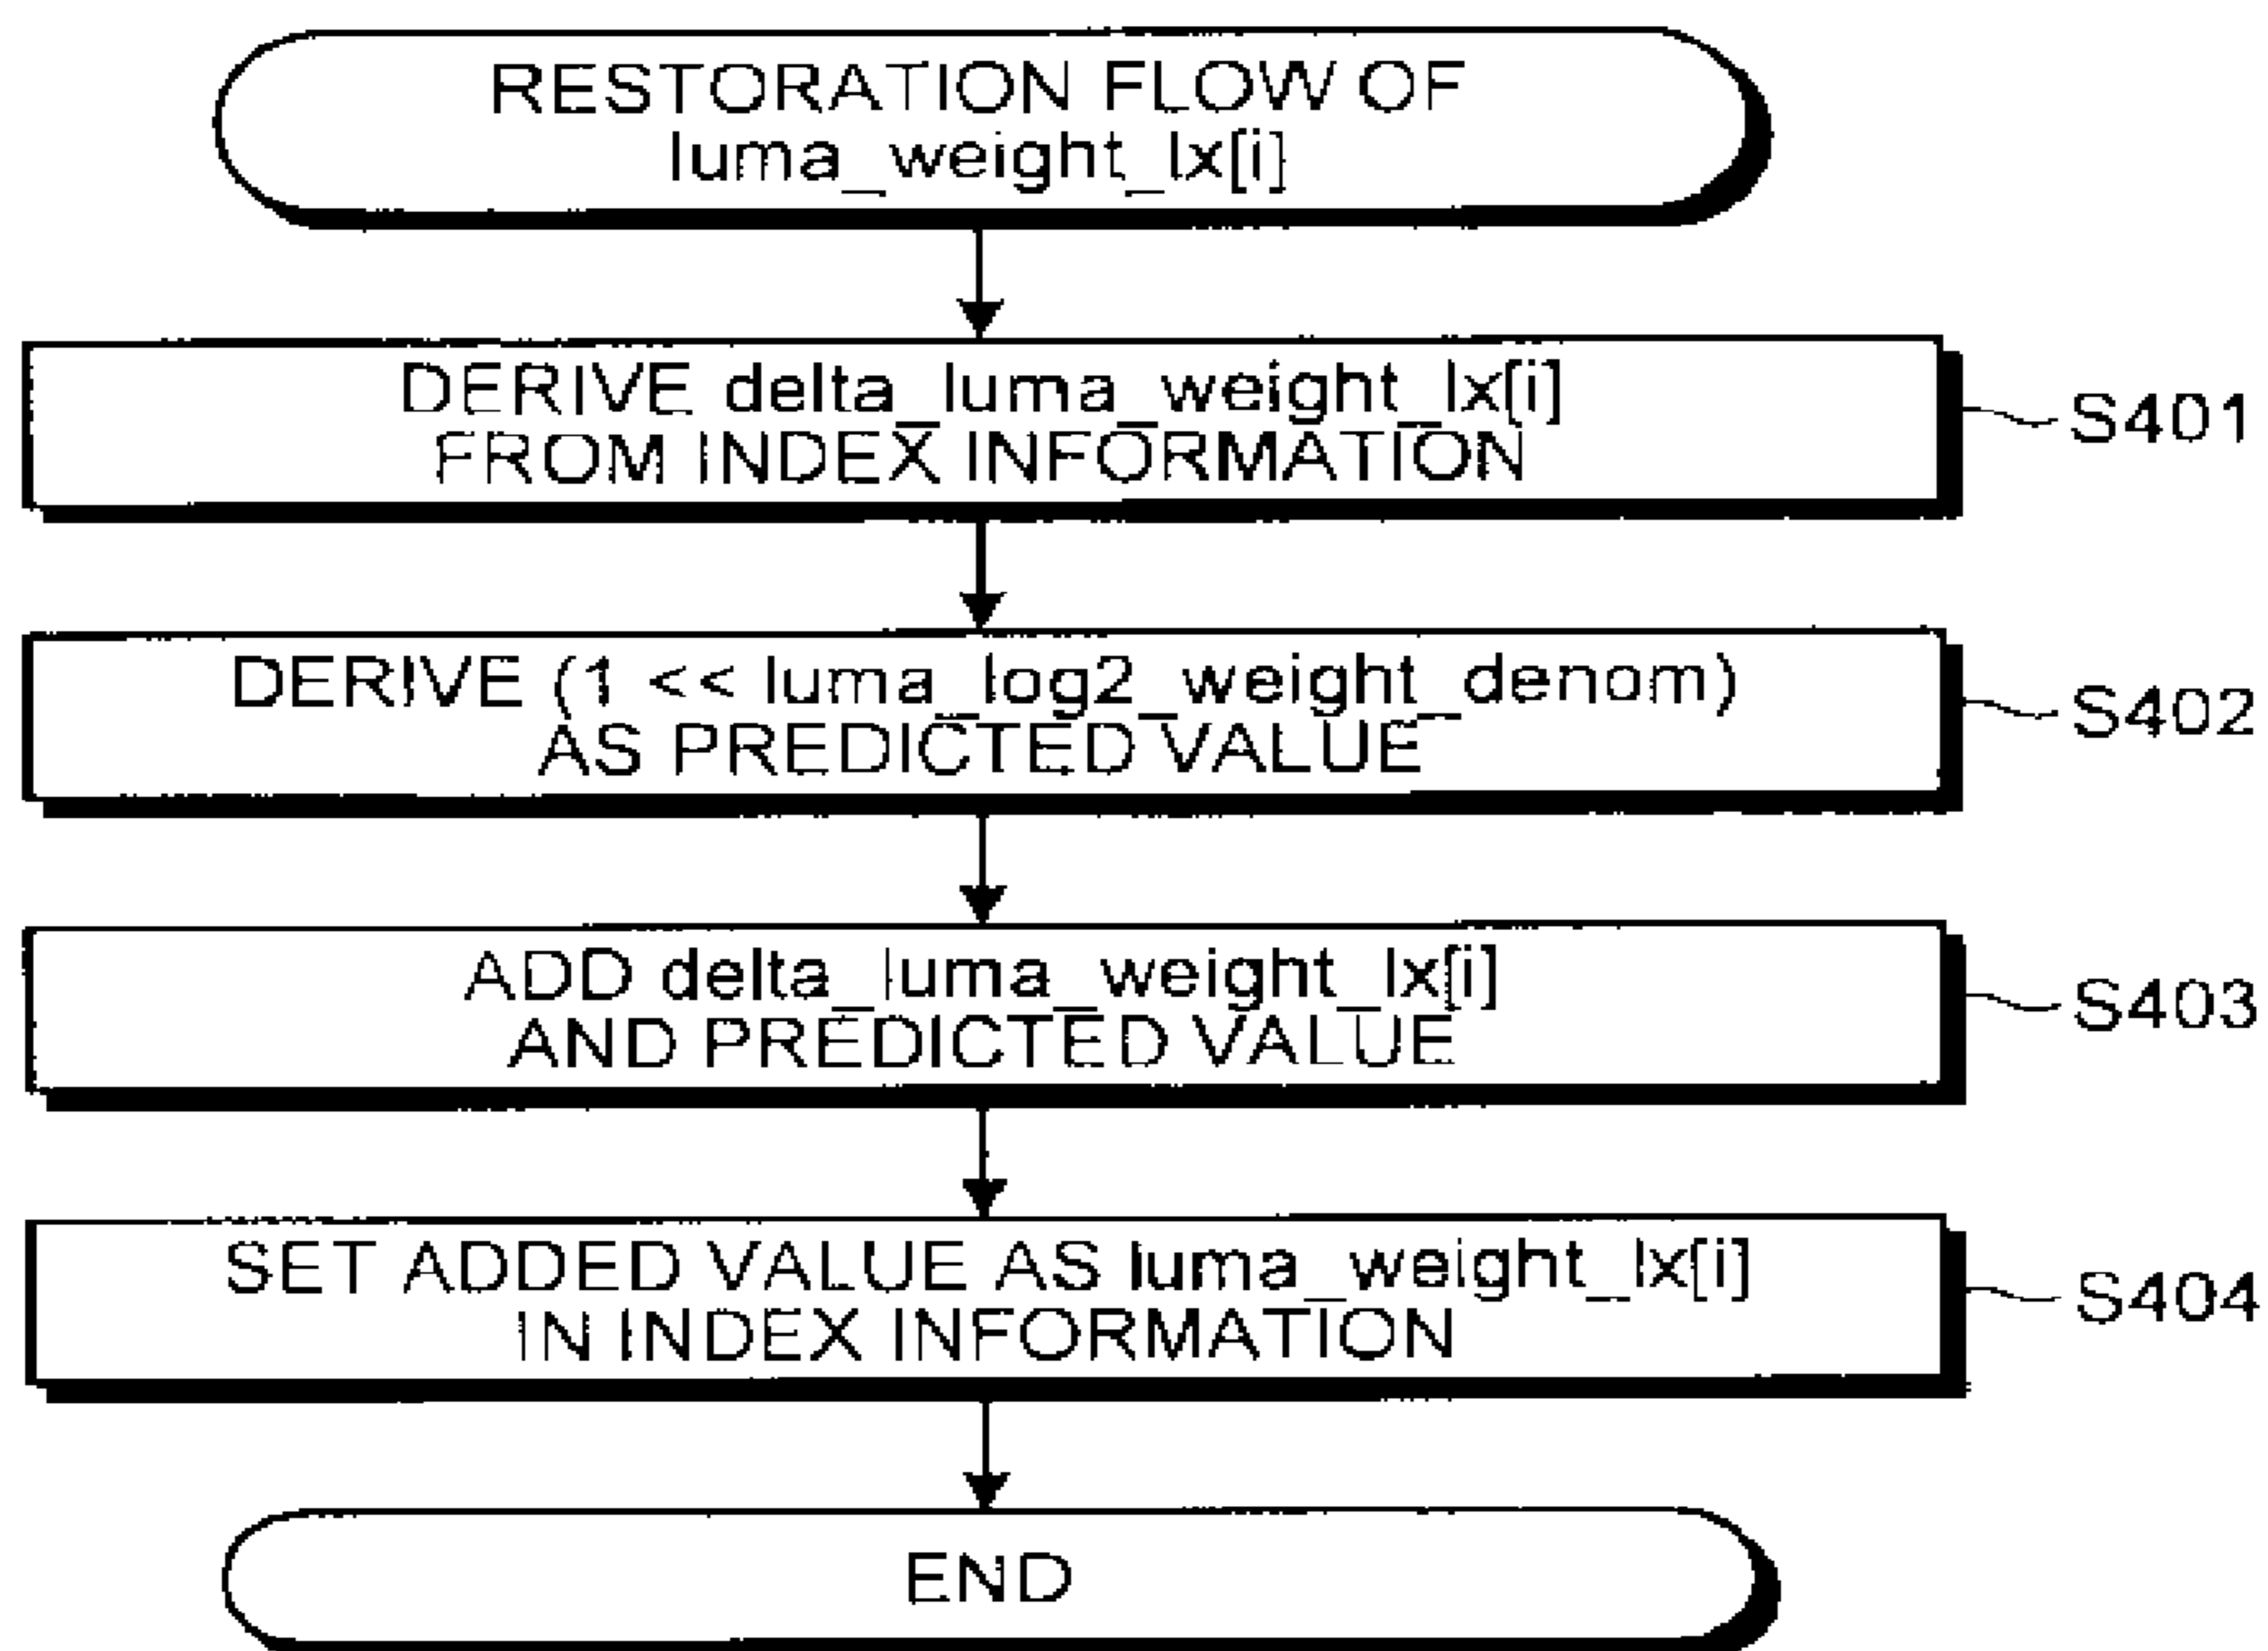 RESTORATION FLOW OF
luma_weight_lx[i]
DERIVE delta_luma_weight_lx[i]
FROM INDEX INFORMATION
S401
DERIVE (1 << luma_log2_weight_denom)
AS PREDICTED VALUE
S402
ADD delta_luma_weight_lx[i]
AND PREDICTED VALUE
S403
SET ADDED VALUE AS luma_weight_lx[i]
IN INDEX INFORMATION
S404
END